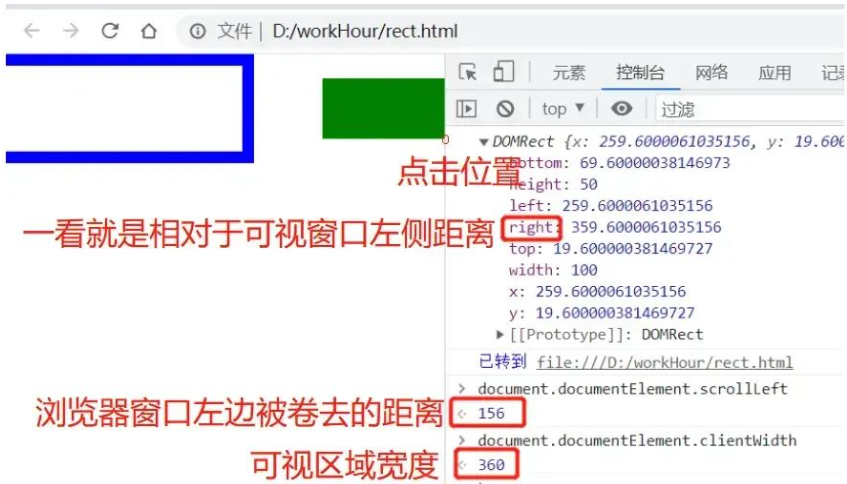 文件 | D:/workHour/rect.html
元素 控制台 网络 应用
top ▼ 过滤
▼DOMRect {x: 259.6000061035156, y: 19.600
bottom: 69.60000038146973
点击位置
height: 50
left: 259.6000061035156
一看就是相对于可视窗口左侧距离 right: 359.6000061035156
top: 19.600000381469727
width: 100
x: 259.6000061035156
y: 19.600000381469727
▶[[Prototype]]: DOMRect
已转到 file:///D:/workHour/rect.html
> document.documentElement.scrollLeft
浏览器窗口左边被卷去的距离 156
> document.documentElement.clientWidth
可视区域宽度 360